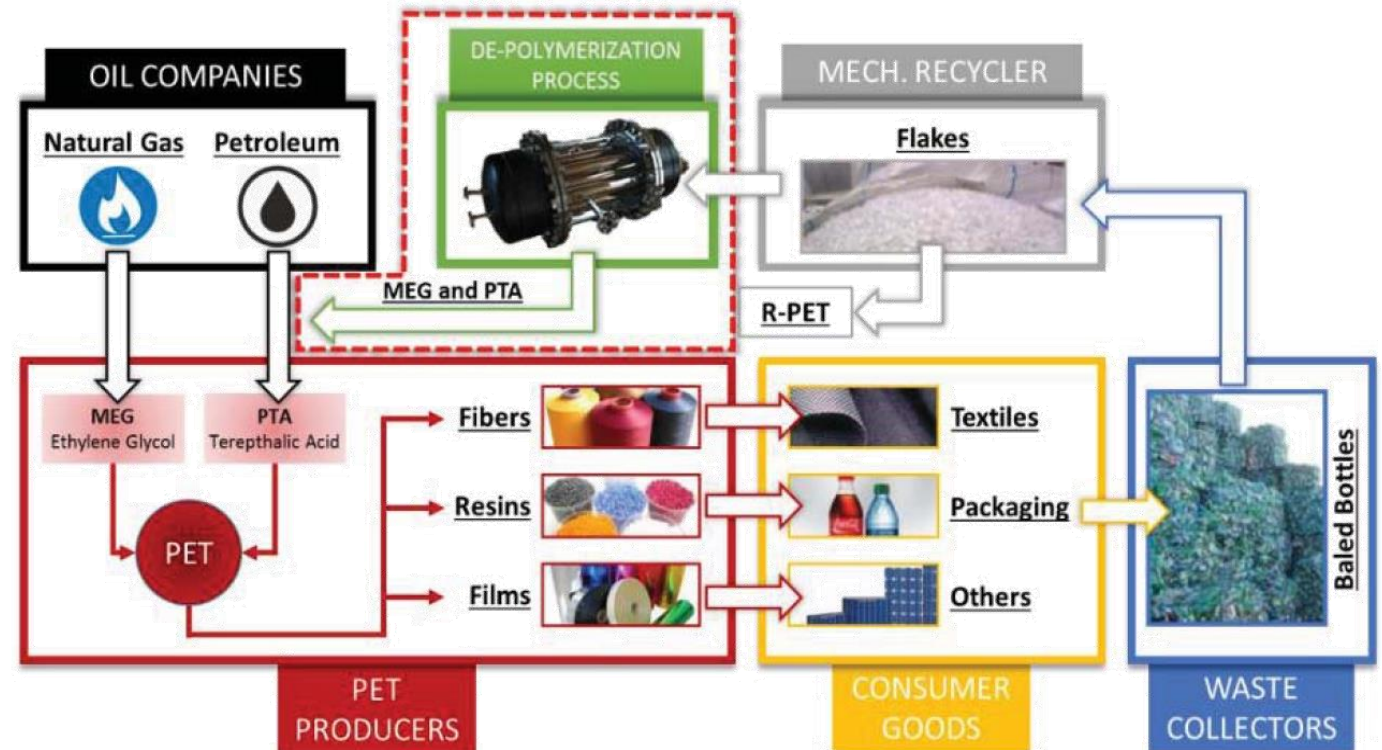 OIL COMPANIES
Natural Gas
Petroleum
DE-POLYMERIZATION
PROCESS
MECH. RECYCLER
Flakes
MEG and PTA
R-PET
MEG
Ethylene Glycol
PTA
Terepthalic Acid
PET
Fibers
Resins
Films
Textiles
Packaging
Others
Baled Bottles
PET
PRODUCERS
CONSUMER
GOODS
WASTE
COLLECTORS